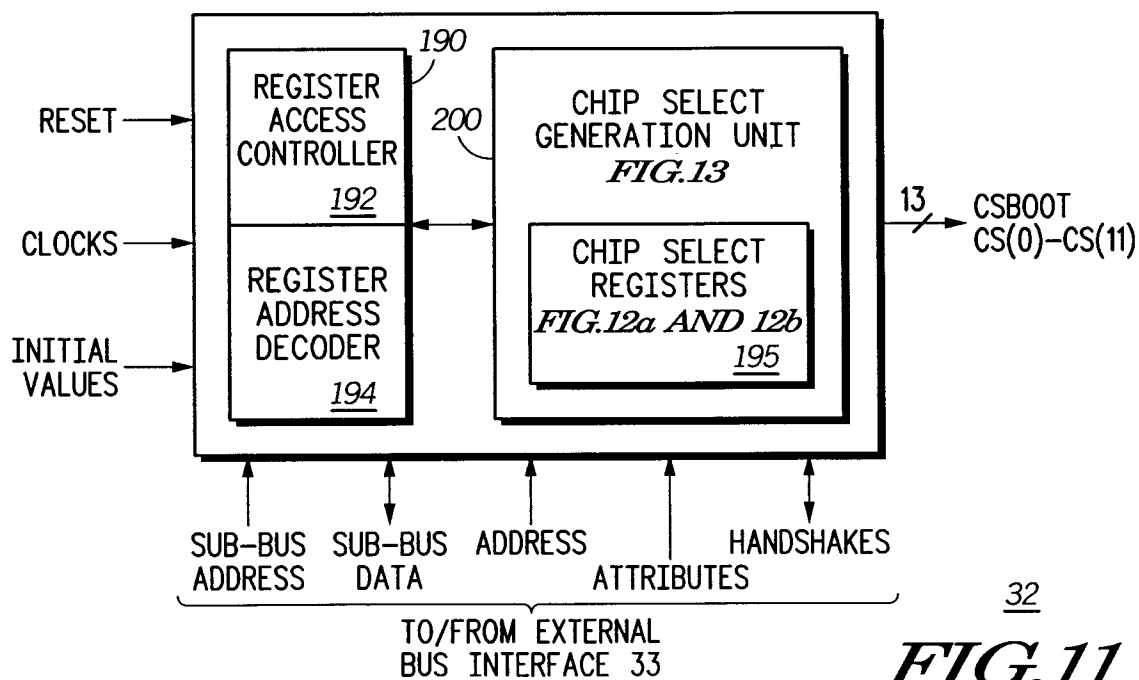 RESET
CLOCKS
INITIAL
VALUES
REGISTER
ACCESS
CONTROLLER
192
REGISTER
ADDRESS
DECODER
194
190
200
CHIP SELECT
GENERATION UNIT
FIG.13
CHIP SELECT
REGISTERS
FIG.12a AND 12b
195
13
CSBOOT
CS(0)-CS(11)
SUB-BUS
ADDRESS
SUB-BUS
DATA
ADDRESS
ATTRIBUTES
HANDSHAKES
TO/FROM EXTERNAL
BUS INTERFACE 33
32
FIG.11